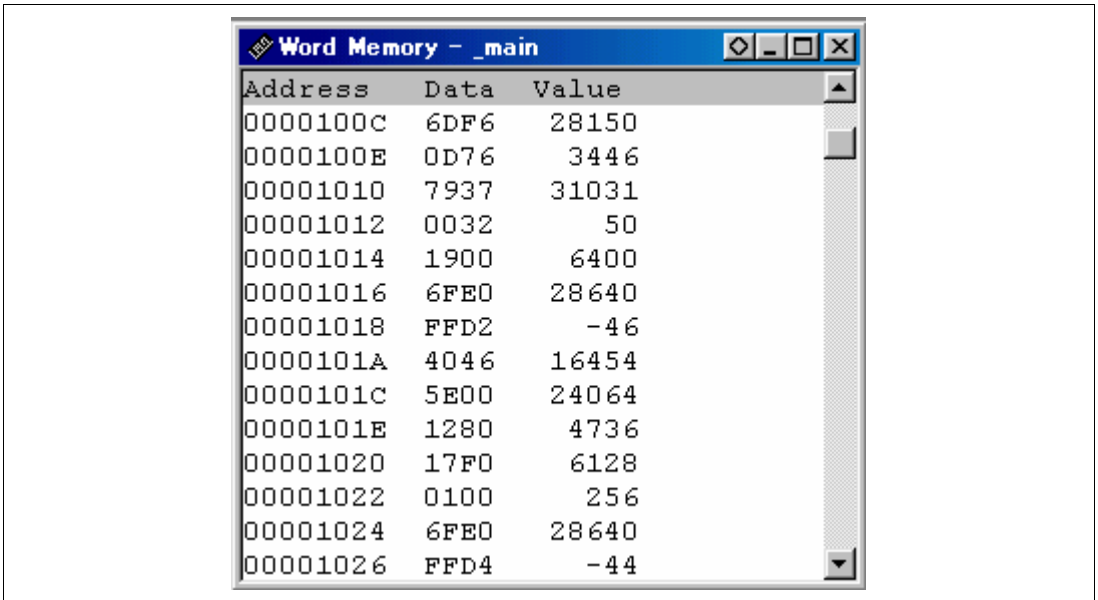 Word Memory - _main
Address Data Value
0000100C 6DF6 28150
0000100E 0D76 3446
00001010 7937 31031
00001012 0032 50
00001014 1900 6400
00001016 6FE0 28640
00001018 FFD2 -46
0000101A 4046 16454
0000101C 5E00 24064
0000101E 1280 4736
00001020 17F0 6128
00001022 0100 256
00001024 6FE0 28640
00001026 FFD4 -44